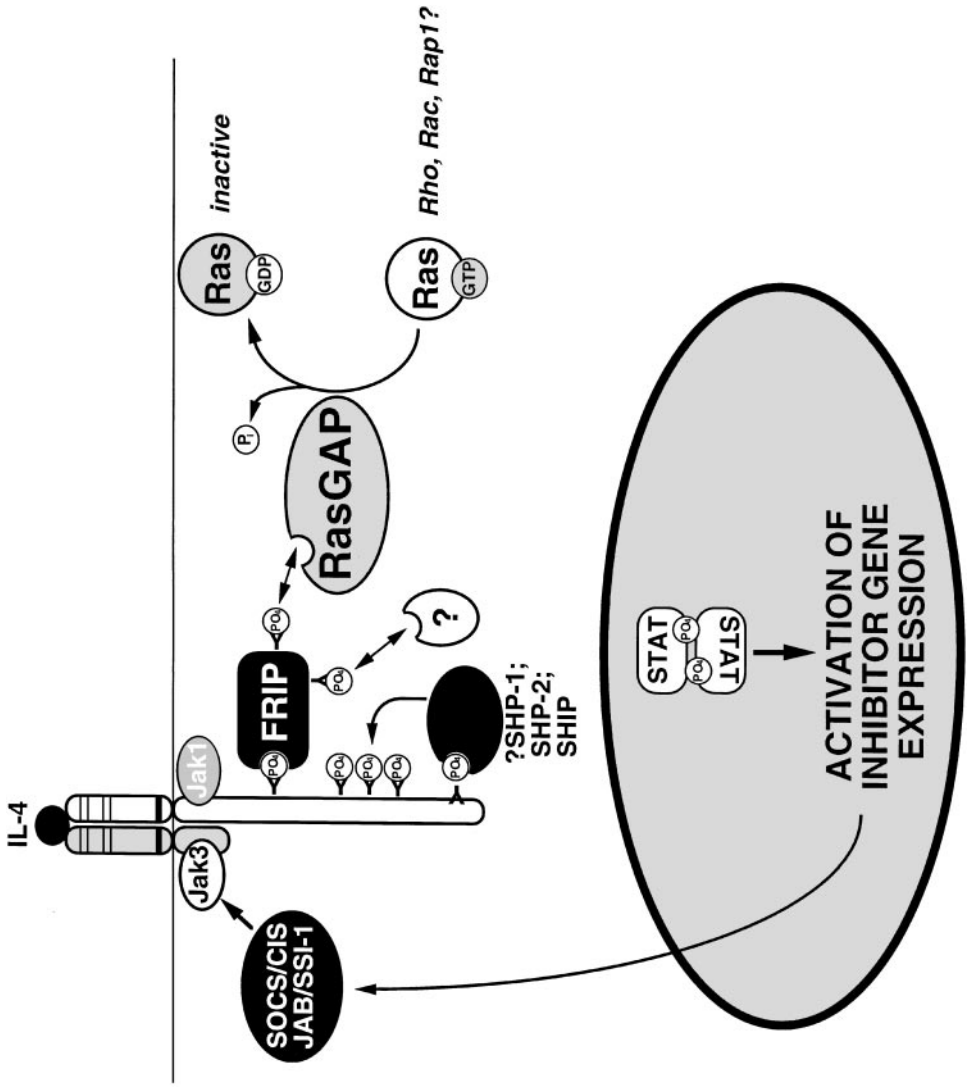 IL-4
Jak3
Jak1
SOCS/CIS
JAB/SSI-1
FRIP
PO₄
PO₄
PO₄
PO₄
PO₄
PO₄
PO₄
?
?SHP-1;
SHP-2;
SHIP
RasGAP
Pi
Ras
GDP
inactive
Ras
GTP
Rho, Rac, Rap1?
STAT
PO₄
PO₄
STAT
ACTIVATION OF
INHIBITOR GENE
EXPRESSION